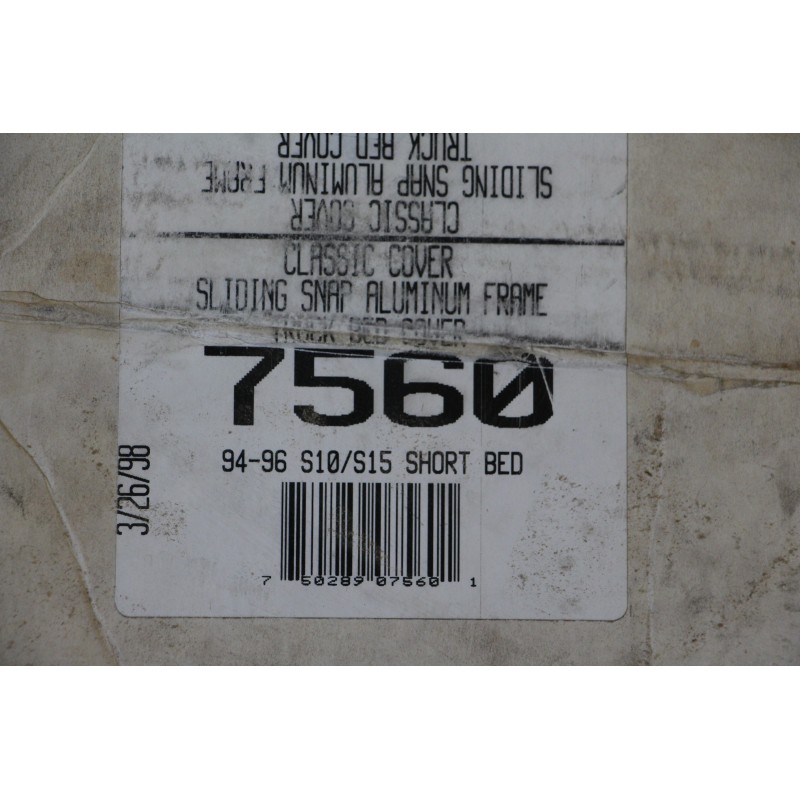 TRUCK BED COVER
SLIDING SNAP ALUMINUM FRAME
CLASSIC COVER
CLASSIC COVER
SLIDING SNAP ALUMINUM FRAME
TRUCK BED COVER
7560
94-96 S10/S15 SHORT BED
3/26/98
7 50289 07560 1